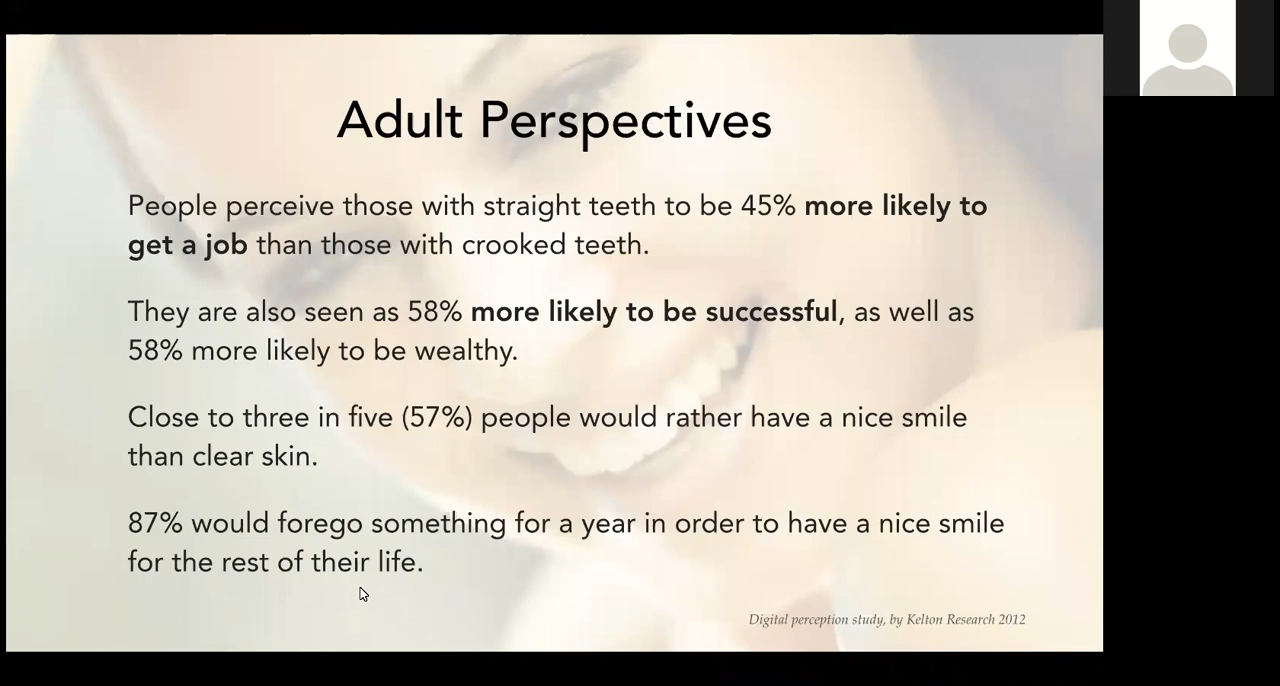 Adult Perspectives
People perceive those with straight teeth to be 45% more likely to
get a job than those with crooked teeth.
They are also seen as 58% more likely to be successful, as well as
58% more likely to be wealthy.
Close to three in five (57%) people would rather have a nice smile
than clear skin.
87% would forego something for a year in order to have a nice smile
for the rest of their life.
Digital perception study, by Kelton Research 2012